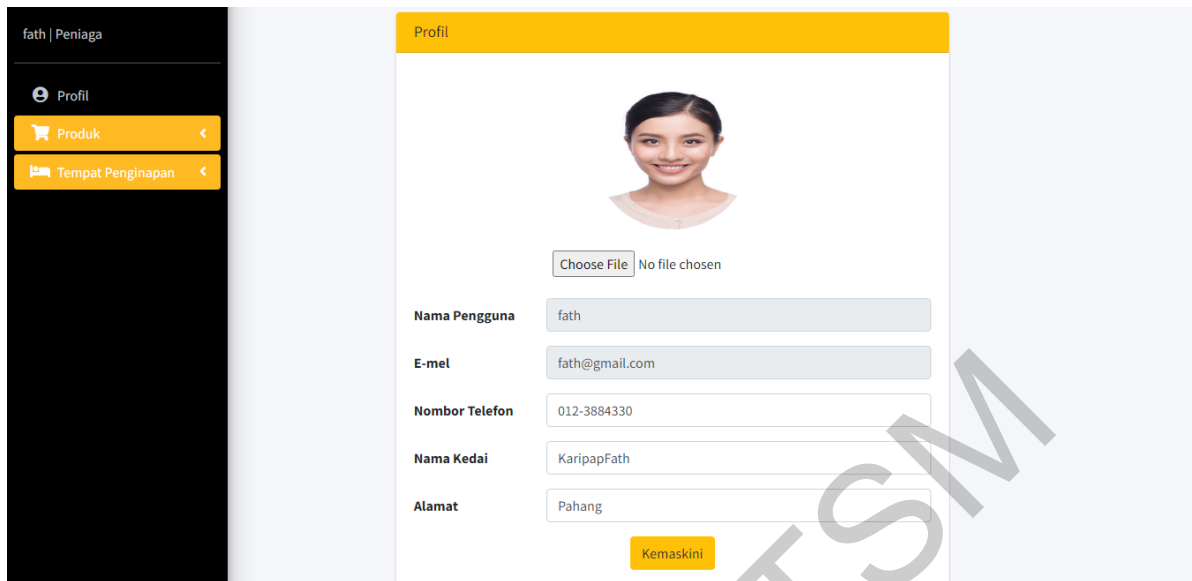 fath | Peniaga
Profil
Produk
Tempat Penginapan
Profil
Choose File No file chosen
Nama Pengguna fath
E-mel fath@gmail.com
Nombor Telefon 012-3884330
Nama Kedai KaripapFath
Alamat Pahang
Kemaskini
TSM